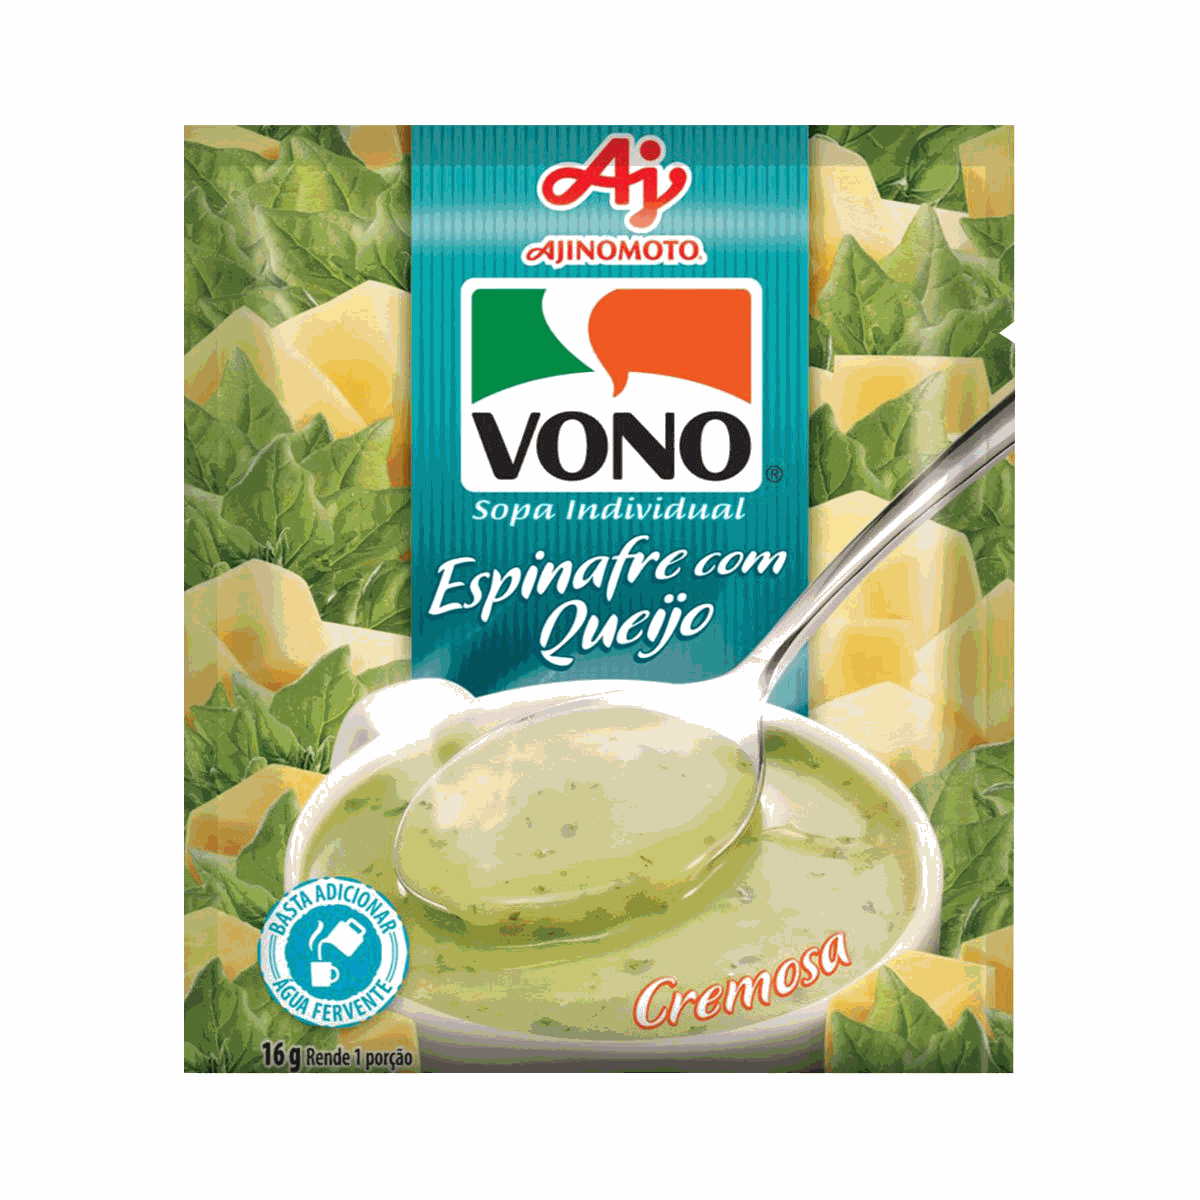 Aj
AJINOMOTO
VONO®
Sopa Individual
Espinafre com
Queijo
BASTA ADICIONAR
ÁGUA FERVENTE
Cremosa
16 g Rende 1 porção